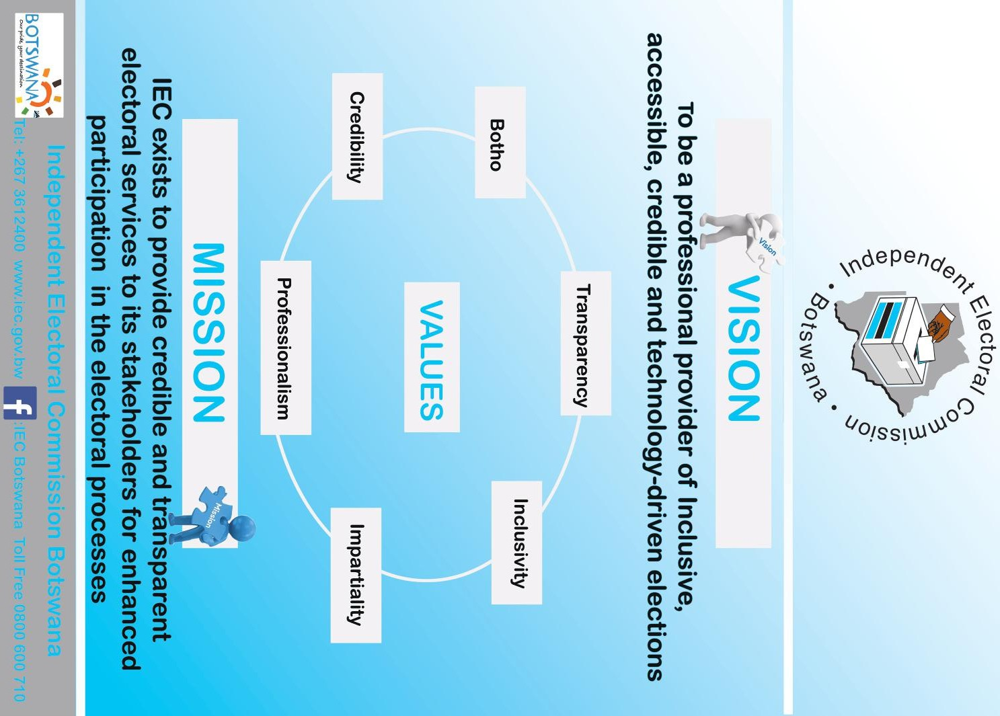 Independent Electoral Commission
• Botswana •
VISION
Vision
To be a professional provider of Inclusive,
accessible, credible and technology-driven elections
Transparency
Botho
Inclusivity
VALUES
Credibility
Impartiality
Professionalism
MISSION
Mission
IEC exists to provide credible and transparent
electoral services to its stakeholders for enhanced
participation in the electoral processes
Independent Electoral Commission Botswana
BOTSWANA
Our pride, your destination
Tel: +267 3612400 www.iec.gov.bw f :IEC Botswana Toll Free 0800 600 710